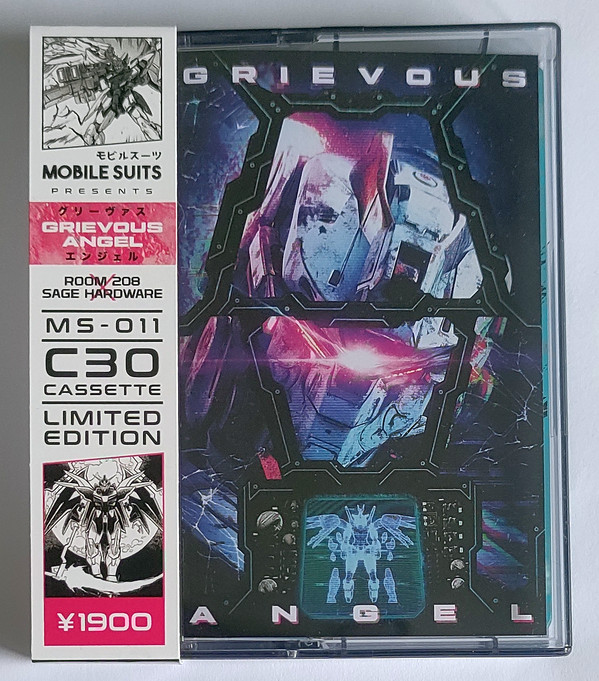 モビルスーツ
MOBILE SUITS
PRESENTS
グリーヴァス
GRIEVOUS
ANGEL
エンジェル
ROOM 208
X
SAGE HARDWARE
MS-011
C30
CASSETTE
LIMITED
EDITION
¥1900
GRIEVOUS
ANGEL